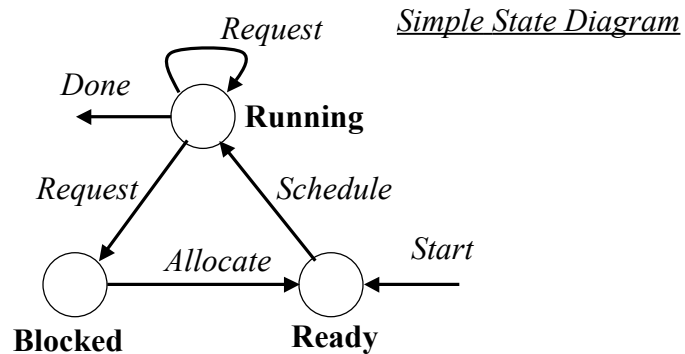 Simple State Diagram
Request
Done
Running
Request
Schedule
Allocate
Start
Blocked
Ready